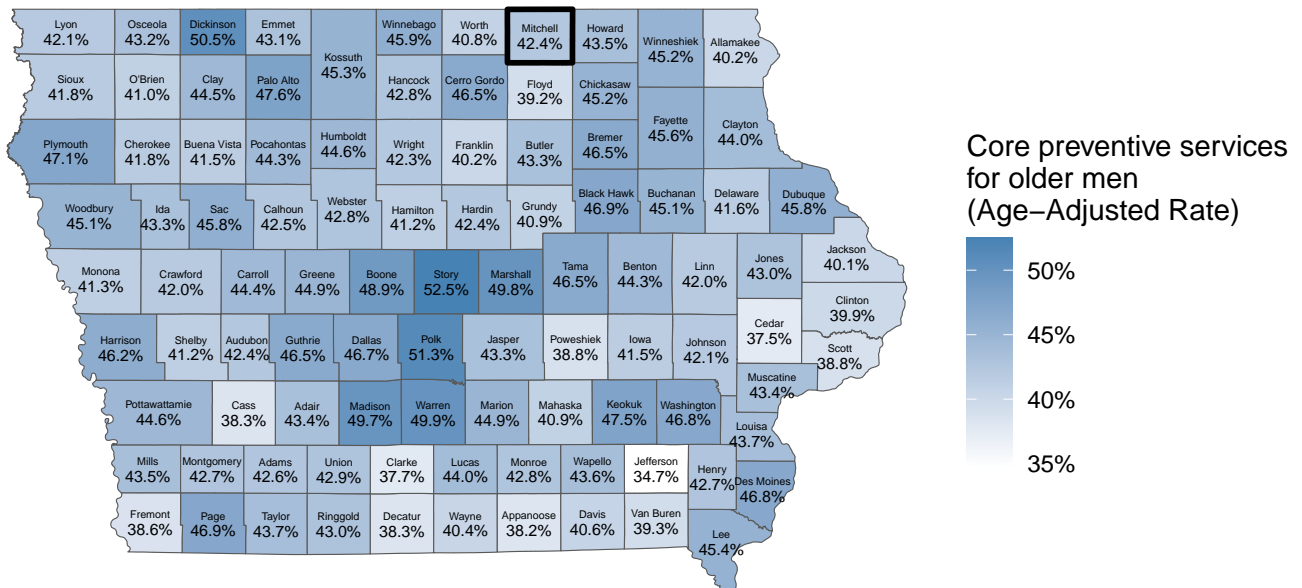 Lyon
42.1%
Osceola
43.2%
Dickinson
50.5%
Emmet
43.1%
Kossuth
45.3%
Winnebago
45.9%
Worth
40.8%
Mitchell
42.4%
Howard
43.5%
Winneshiek
45.2%
Allamakee
40.2%
Sioux
41.8%
O'Brien
41.0%
Clay
44.5%
Palo Alto
47.6%
Hancock
42.8%
Cerro Gordo
46.5%
Floyd
39.2%
Chickasaw
45.2%
Fayette
45.6%
Clayton
44.0%
Plymouth
47.1%
Cherokee
41.8%
Buena Vista
41.5%
Pocahontas
44.3%
Humboldt
44.6%
Wright
42.3%
Franklin
40.2%
Butler
43.3%
Bremer
46.5%
Woodbury
45.1%
Ida
43.3%
Sac
45.8%
Calhoun
42.5%
Webster
42.8%
Hamilton
41.2%
Hardin
42.4%
Grundy
40.9%
Black Hawk
46.9%
Buchanan
45.1%
Delaware
41.6%
Dubuque
45.8%
Monona
41.3%
Crawford
42.0%
Carroll
44.4%
Greene
44.9%
Boone
48.9%
Story
52.5%
Marshall
49.8%
Tama
46.5%
Benton
44.3%
Linn
42.0%
Jones
43.0%
Jackson
40.1%
Clinton
39.9%
Harrison
46.2%
Shelby
41.2%
Audubon
42.4%
Guthrie
46.5%
Dallas
46.7%
Polk
51.3%
Jasper
43.3%
Poweshiek
38.8%
Iowa
41.5%
Johnson
42.1%
Cedar
37.5%
Scott
38.8%
Muscatine
43.4%
Pottawattamie
44.6%
Cass
38.3%
Adair
43.4%
Madison
49.7%
Warren
49.9%
Marion
44.9%
Mahaska
40.9%
Keokuk
47.5%
Washington
46.8%
Louisa
43.7%
Mills
43.5%
Montgomery
42.7%
Adams
42.6%
Union
42.9%
Clarke
37.7%
Lucas
44.0%
Monroe
42.8%
Wapello
43.6%
Jefferson
34.7%
Henry
42.7%
Des Moines
46.8%
Fremont
38.6%
Page
46.9%
Taylor
43.7%
Ringgold
43.0%
Decatur
38.3%
Wayne
40.4%
Appanoose
38.2%
Davis
40.6%
Van Buren
39.3%
Lee
45.4%
Core preventive services
for older men
(Age−Adjusted Rate)
50%
45%
40%
35%